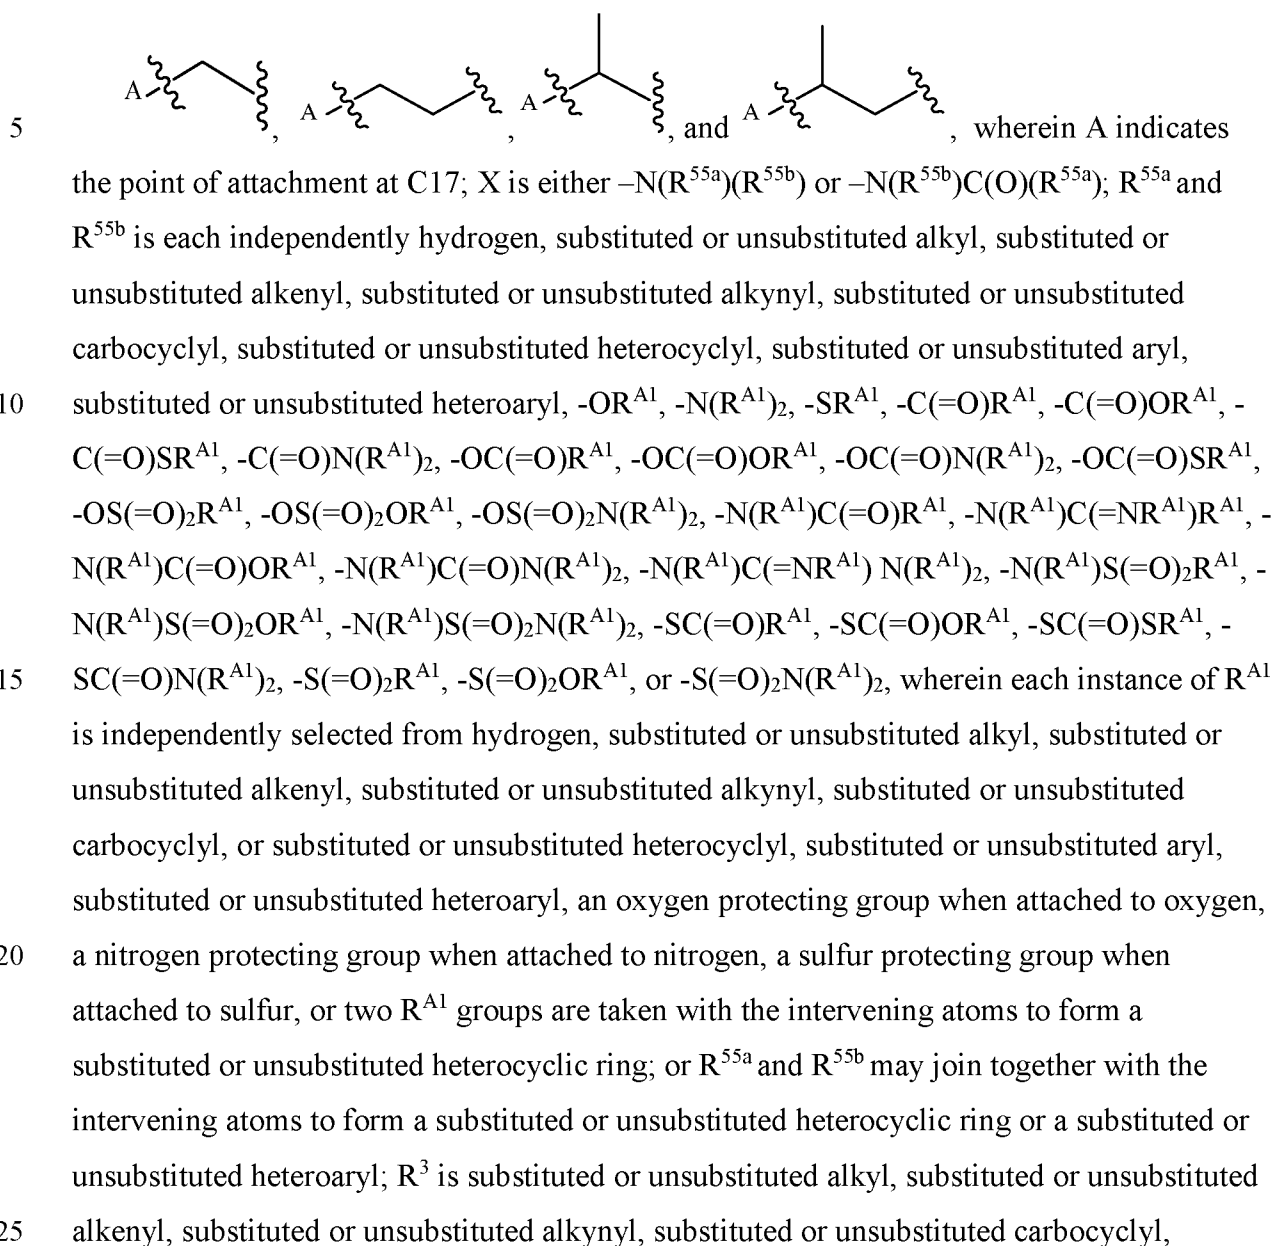 A , A , A , and A , wherein A indicates
5
the point of attachment at C17; X is either –N(R55a)(R55b) or –N(R55b)C(O)(R55a); R55a and
R55b is each independently hydrogen, substituted or unsubstituted alkyl, substituted or
unsubstituted alkenyl, substituted or unsubstituted alkynyl, substituted or unsubstituted
carbocyclyl, substituted or unsubstituted heterocyclyl, substituted or unsubstituted aryl,
10 substituted or unsubstituted heteroaryl, -ORA1, -N(RA1)2, -SRA1, -C(=O)RA1, -C(=O)ORA1, -
C(=O)SRA1, -C(=O)N(RA1)2, -OC(=O)RA1, -OC(=O)ORA1, -OC(=O)N(RA1)2, -OC(=O)SRA1,
-OS(=O)2RA1, -OS(=O)2ORA1, -OS(=O)2N(RA1)2, -N(RA1)C(=O)RA1, -N(RA1)C(=NRA1)RA1, -
N(RA1)C(=O)ORA1, -N(RA1)C(=O)N(RA1)2, -N(RA1)C(=NRA1) N(RA1)2, -N(RA1)S(=O)2RA1, -
N(RA1)S(=O)2ORA1, -N(RA1)S(=O)2N(RA1)2, -SC(=O)RA1, -SC(=O)ORA1, -SC(=O)SRA1, -
15 SC(=O)N(RA1)2, -S(=O)2RA1, -S(=O)2ORA1, or -S(=O)2N(RA1)2, wherein each instance of RA1
is independently selected from hydrogen, substituted or unsubstituted alkyl, substituted or
unsubstituted alkenyl, substituted or unsubstituted alkynyl, substituted or unsubstituted
carbocyclyl, or substituted or unsubstituted heterocyclyl, substituted or unsubstituted aryl,
substituted or unsubstituted heteroaryl, an oxygen protecting group when attached to oxygen,
20 a nitrogen protecting group when attached to nitrogen, a sulfur protecting group when
attached to sulfur, or two RA1 groups are taken with the intervening atoms to form a
substituted or unsubstituted heterocyclic ring; or R55a and R55b may join together with the
intervening atoms to form a substituted or unsubstituted heterocyclic ring or a substituted or
unsubstituted heteroaryl; R3 is substituted or unsubstituted alkyl, substituted or unsubstituted
25 alkenyl, substituted or unsubstituted alkynyl, substituted or unsubstituted carbocyclyl,